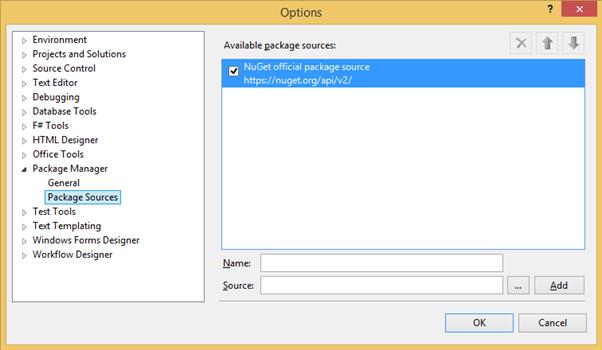 Options
?
Environment
Projects and Solutions
Source Control
Text Editor
Debugging
Database Tools
F# Tools
HTML Designer
Office Tools
Package Manager
General
Package Sources
Test Tools
Text Templating
Windows Forms Designer
Workflow Designer
Available package sources:
NuGet official package source
https://nuget.org/api/v2/
Name:
Source:
...
Add
OK
Cancel